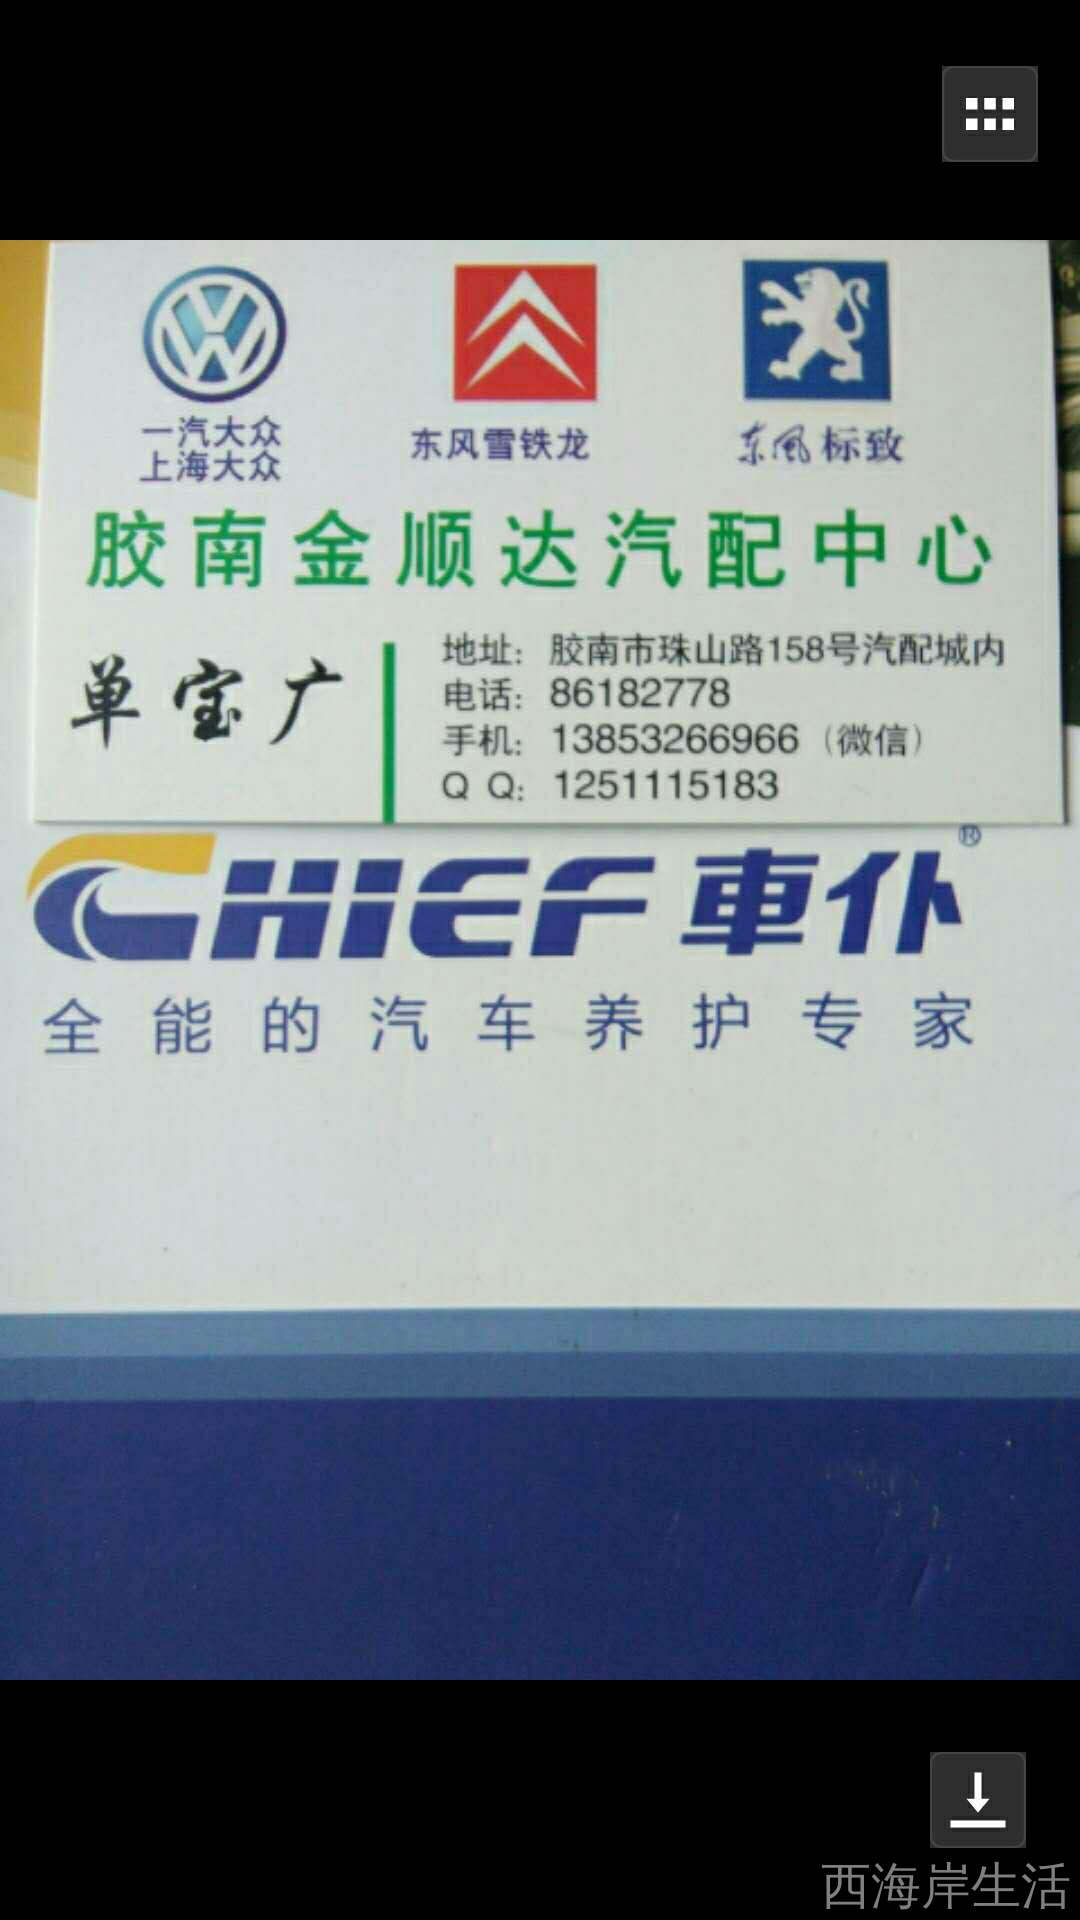 一汽大众
上海大众
东风雪铁龙
东风标致
胶南金顺达汽配中心
单宝广
地址：胶南市珠山路158号汽配城内
电话：86182778
手机：13853266966（微信）
Q Q：1251115183
CHIEF 車仆®
全能的汽车养护专家
西海岸生活